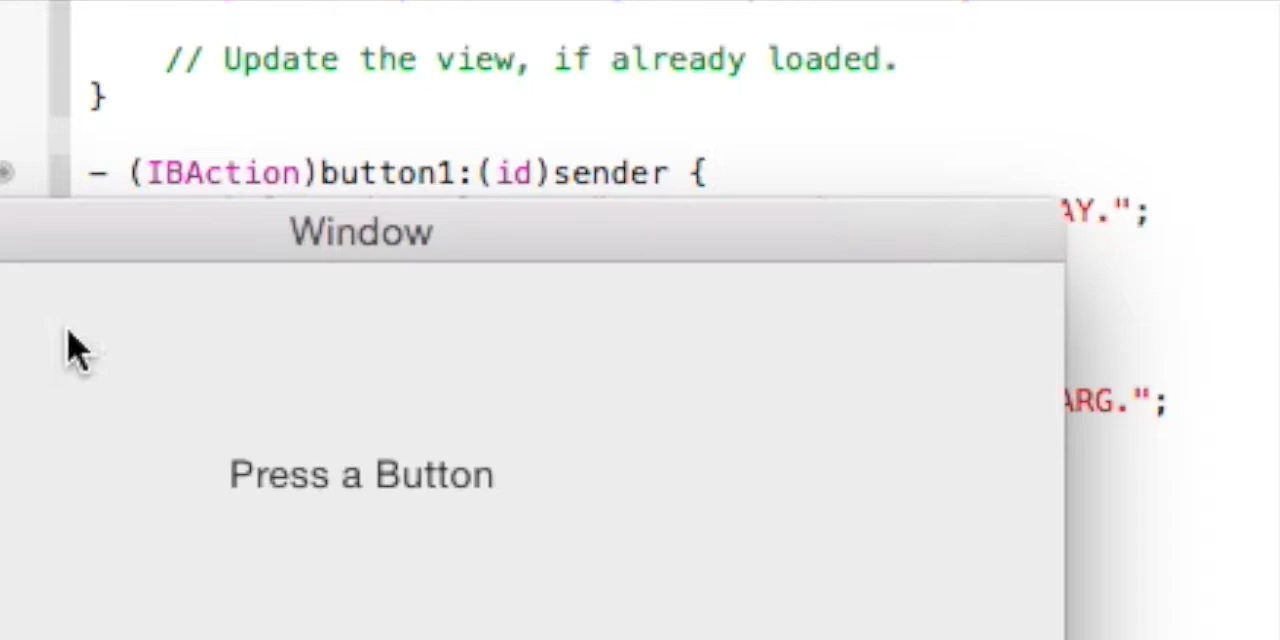 // Update the view, if already loaded.
}
- (IBAction)button1:(id)sender {
AY.";
Window
ARG.";
Press a Button